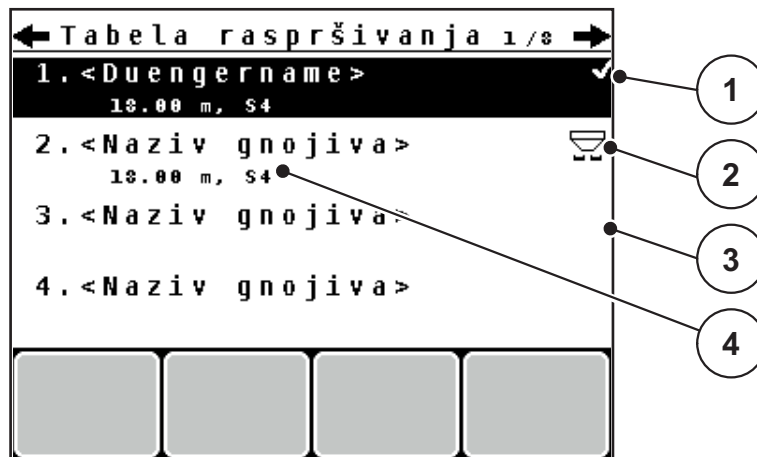 Tabela raspršivanja 1/8
1.<Duengername>
18.00 m, S4
2.<Naziv gnojiva>
18.00 m, S4
3.<Naziv gnojiva>
4.<Naziv gnojiva>
1
2
3
4